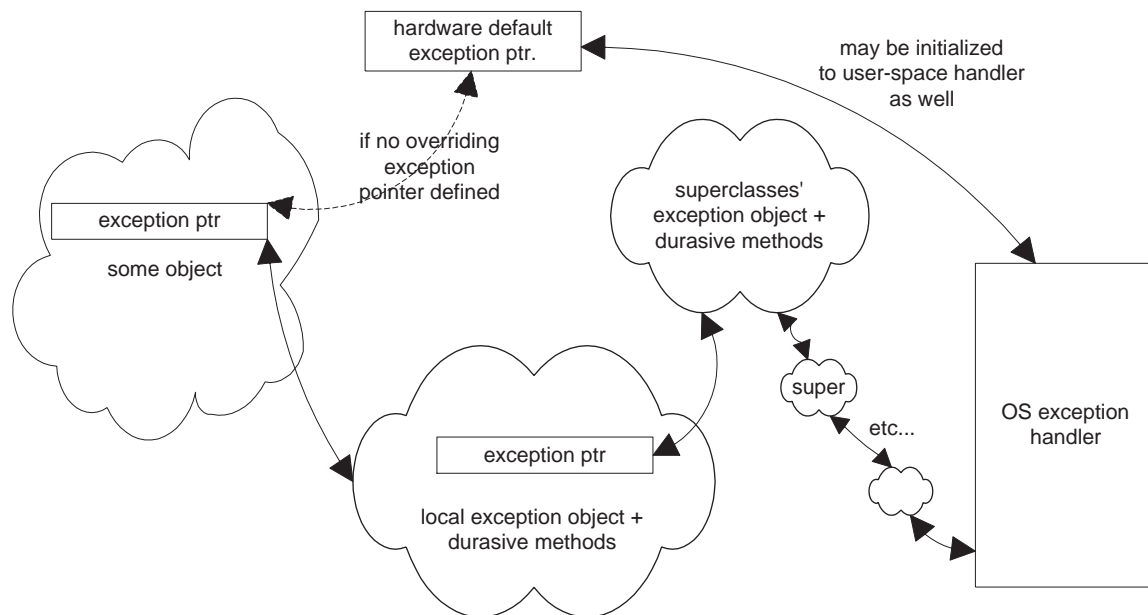 hardware default
exception ptr.
may be initialized
to user-space handler
as well
if no overriding
exception
pointer defined
exception ptr
some object
superclasses'
exception object +
durasive methods
super
etc...
OS exception
handler
exception ptr
local exception object +
durasive methods